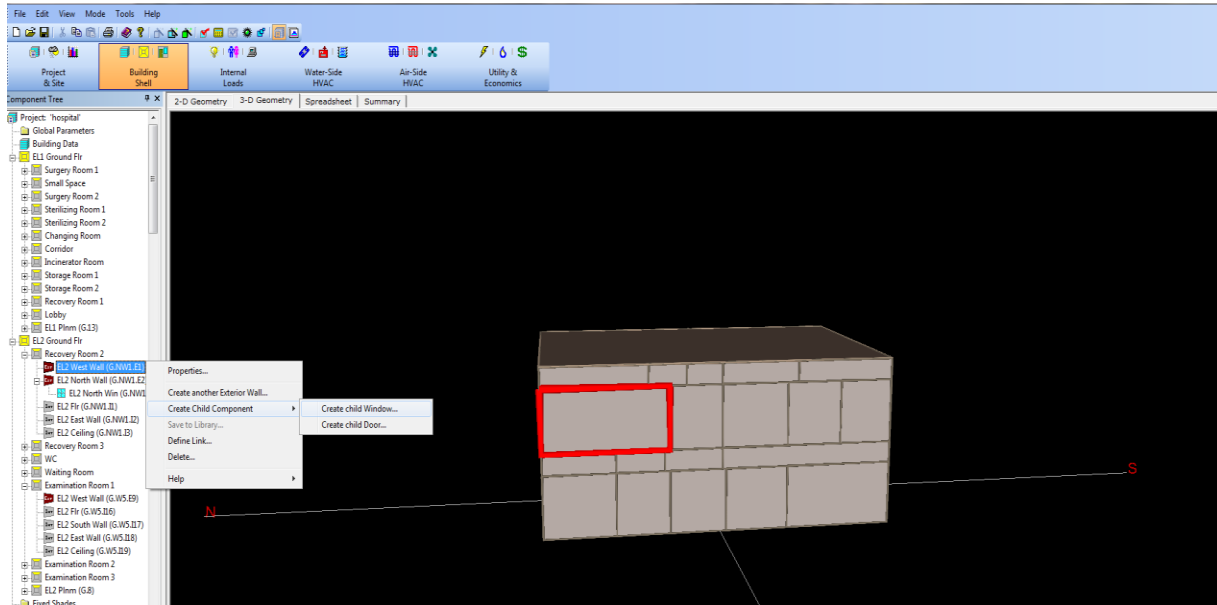 File Edit View Mode Tools Help
Project & Site
Building Shell
Internal Loads
Water-Side HVAC
Air-Side HVAC
Utility & Economics
Component Tree
2-D Geometry 3-D Geometry Spreadsheet Summary
Project: 'hospital'
Global Parameters
Building Data
EL1 Ground Flr
Surgery Room 1
Small Space
Surgery Room 2
Sterilizing Room 1
Sterilizing Room 2
Changing Room
Corridor
Incinerator Room
Storage Room 1
Storage Room 2
Recovery Room 1
Lobby
EL1 Plnm (G.13)
EL2 Ground Flr
Recovery Room 2
EL2 West Wall (G.NW1.E1)
EL2 North Wall (G.NW1.E2
EL2 North Win (G.NW1
EL2 Flr (G.NW1.I1)
EL2 East Wall (G.NW1.I2)
EL2 Ceiling (G.NW1.I3)
Recovery Room 3
WC
Waiting Room
Examination Room 1
EL2 West Wall (G.W5.E9)
EL2 Flr (G.W5.I16)
EL2 South Wall (G.W5.I17)
EL2 East Wall (G.W5.I18)
EL2 Ceiling (G.W5.I19)
Examination Room 2
Examination Room 3
EL2 Plnm (G.8)
Fixed Shades
Properties...
Create another Exterior Wall...
Create Child Component
Save to Library...
Define Link...
Delete...
Help
Create child Window...
Create child Door...
N
S